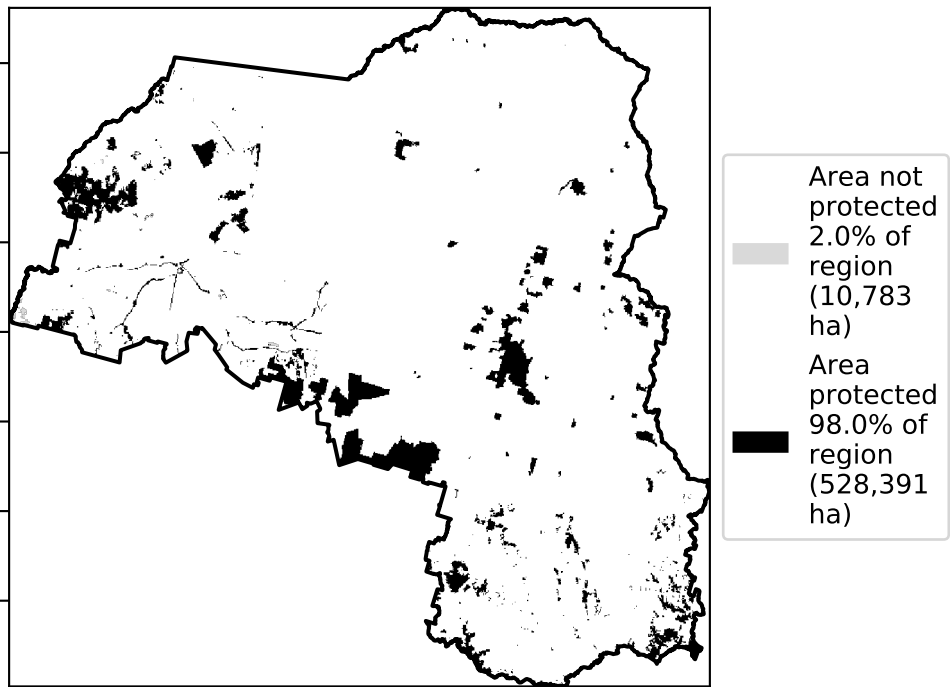 Area not
protected
2.0% of
region
(10,783
ha)
Area
protected
98.0% of
region
(528,391
ha)